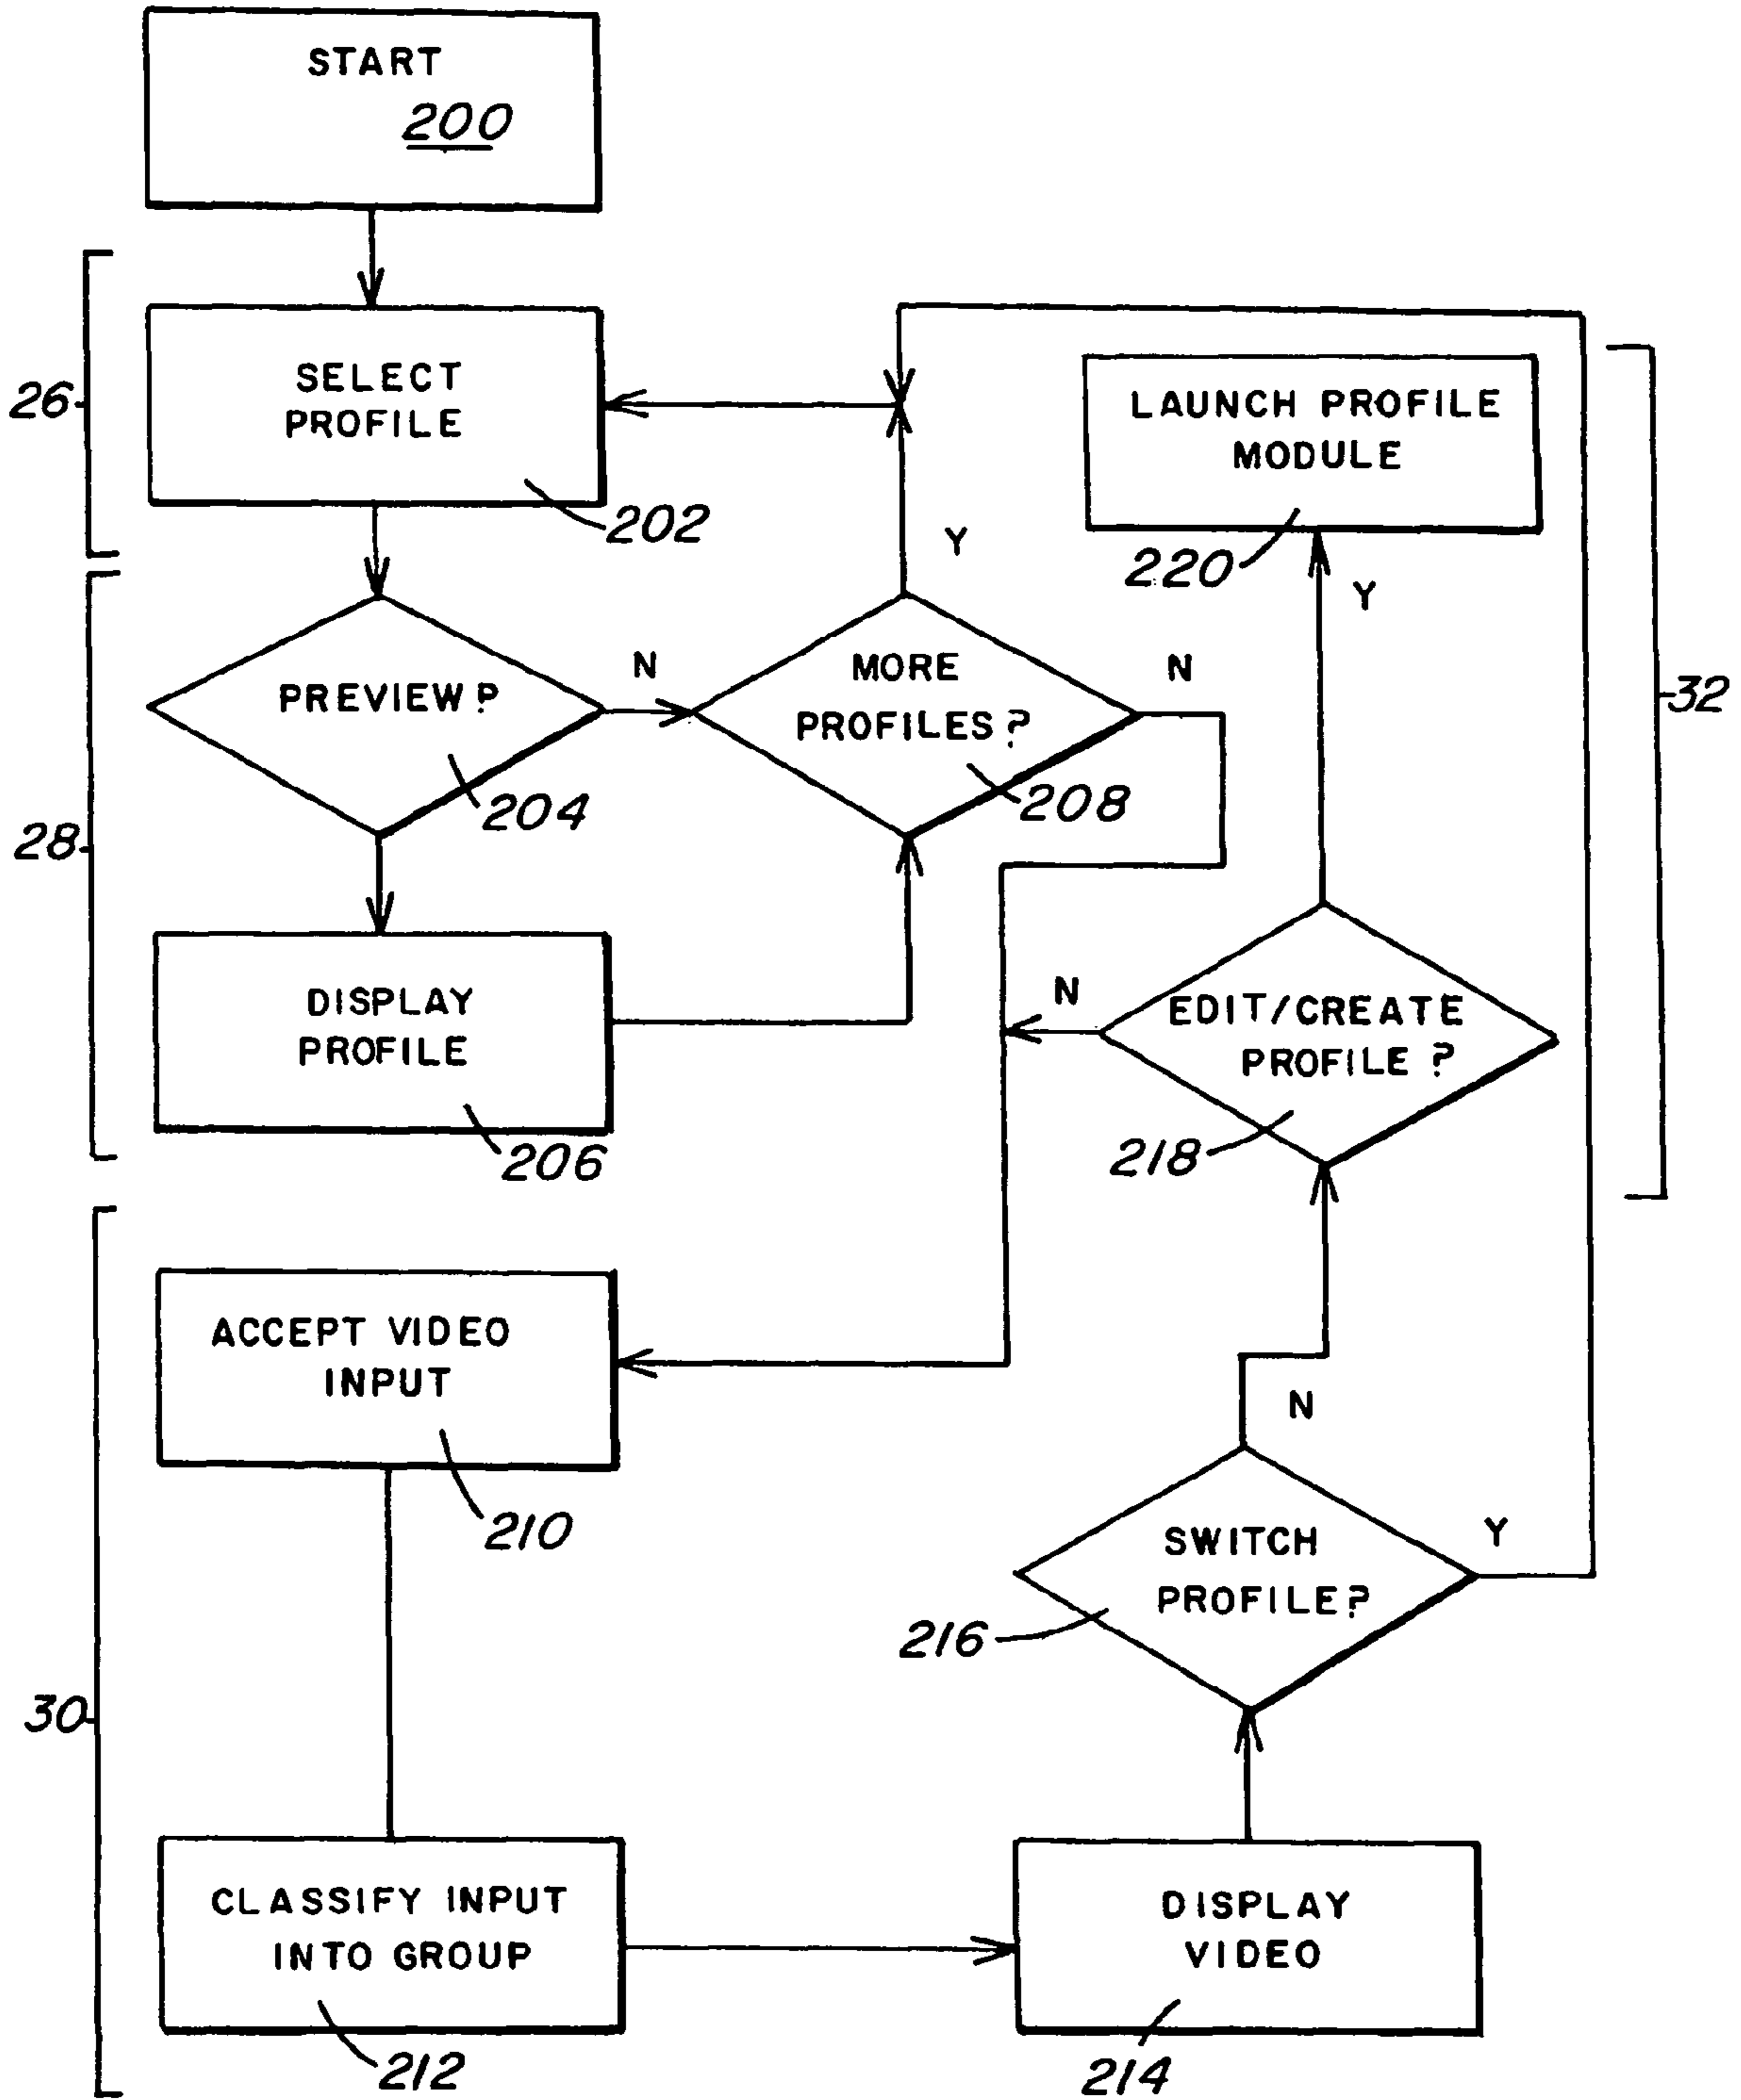 START
200
26
SELECT
PROFILE
202
LAUNCH PROFILE
MODULE
220
Y
Y
28
PREVIEW?
204
N
MORE
PROFILES?
208
N
32
DISPLAY
PROFILE
206
N
EDIT/CREATE
PROFILE?
218
30
ACCEPT VIDEO
INPUT
210
N
SWITCH
PROFILE?
216
Y
CLASSIFY INPUT
INTO GROUP
212
DISPLAY
VIDEO
214